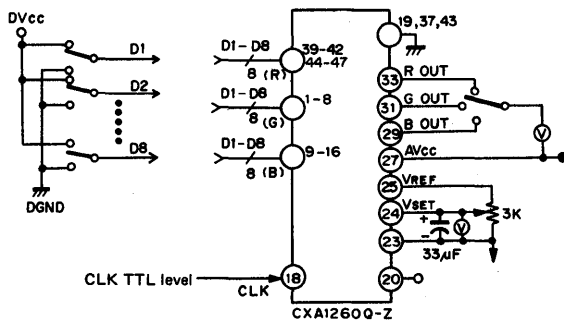 DVcc
D1
D2
D8
DGND
D1-D8
8 (R)
39-42
44-47
D1-D8
8 (G)
1-8
D1-D8
8 (B)
9-16
CLK TTL level
CLK
18
19,37,43
33 R OUT
31 G OUT
29 B OUT
27 AVcc
V
25 VREF
24 VSET
3K
+
V
-
23
33μF
20
CXA1260Q-Z